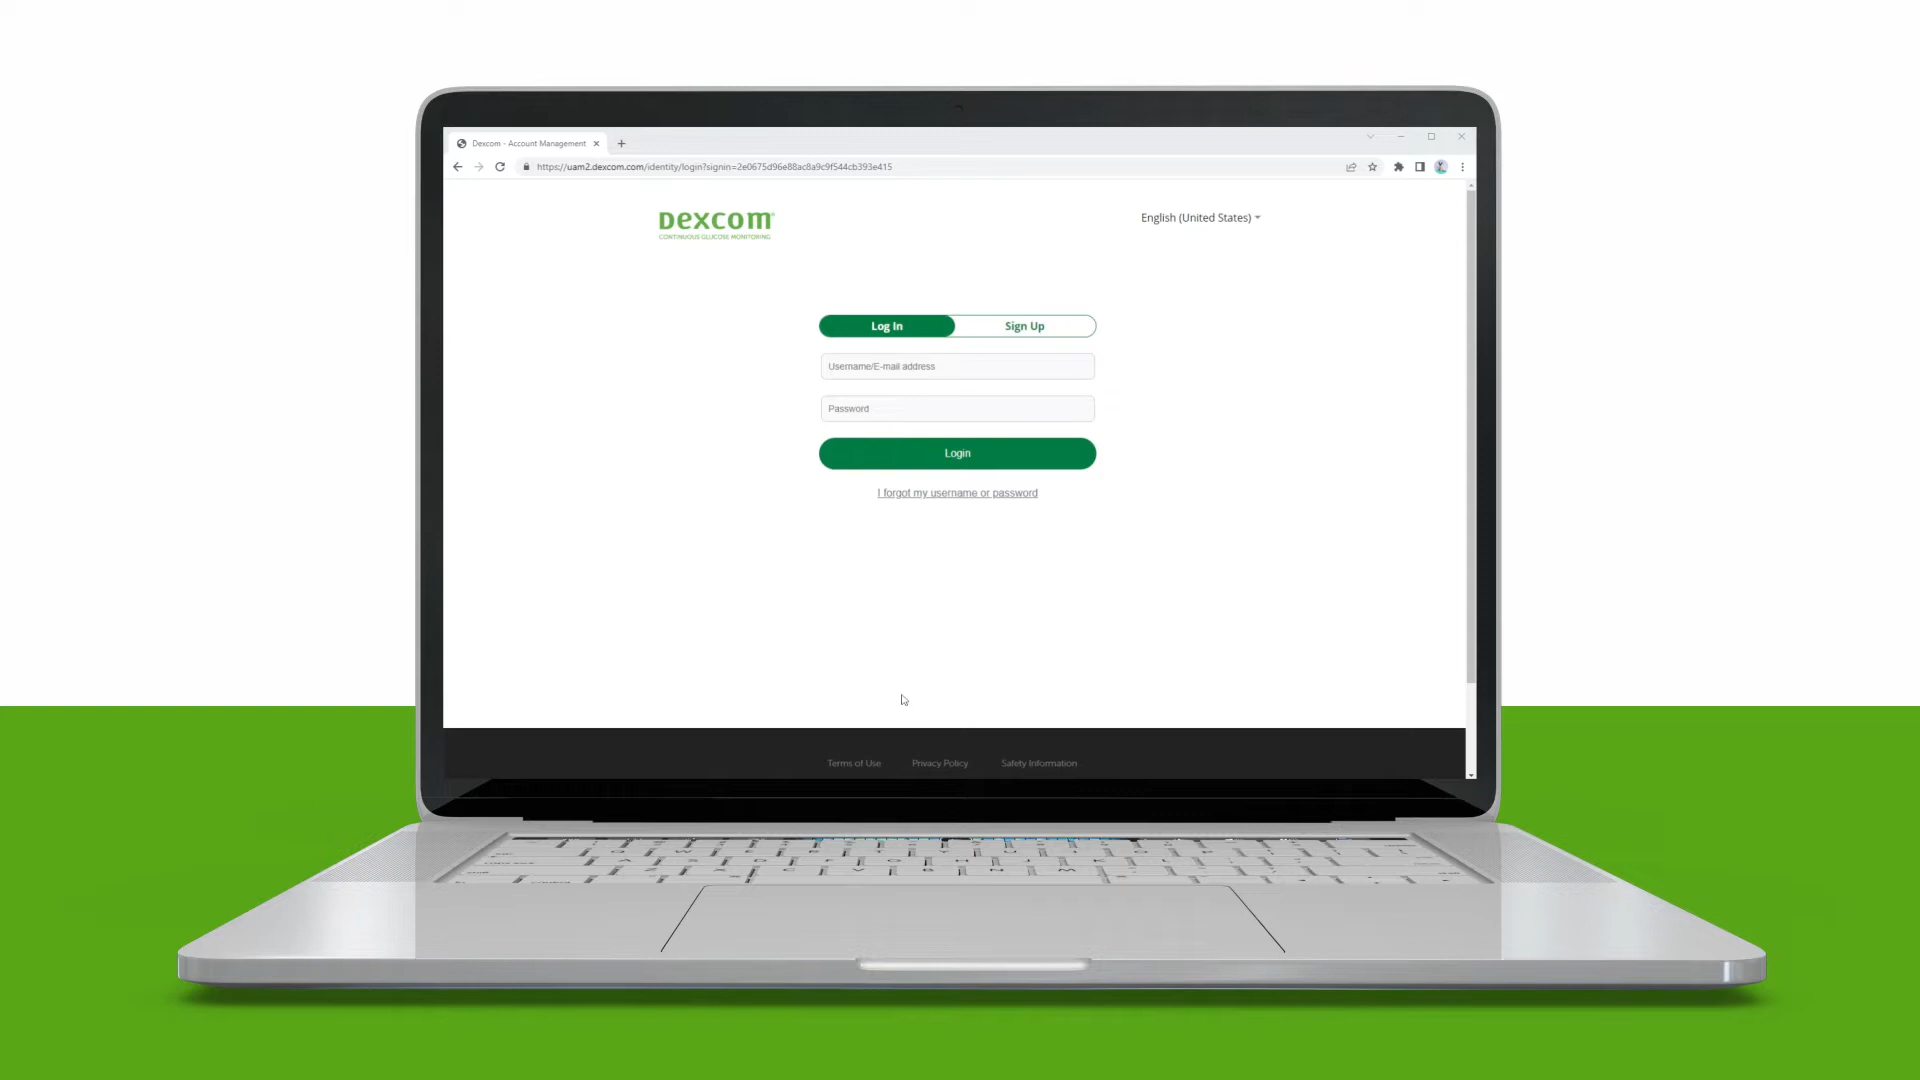 Dexcom - Account Management
https://uam2.dexcom.com/identity/login?signin=2e0675d96e88ac8a9c9f544cb393e415
Dexcom®
CONTINUOUS GLUCOSE MONITORING
English (United States)
Log In
Sign Up
Username/E-mail address
Password
Login
I forgot my username or password
Terms of Use
Privacy Policy
Safety Information